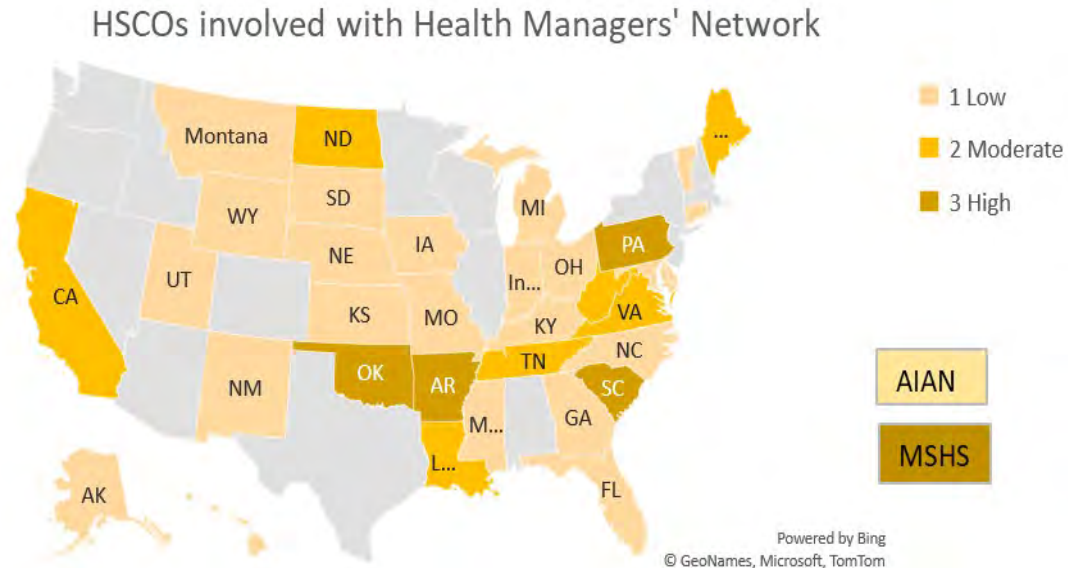 HSCOs involved with Health Managers' Network
1 Low
2 Moderate
3 High
Montana
ND
...
SD
MI
WY
IA
PA
NE
OH
In...
UT
CA
KS
MO
KY
VA
TN
NC
OK
AR
SC
NM
M...
GA
L...
FL
AK
AIAN
MSHS
Powered by Bing
© GeoNames, Microsoft, TomTom